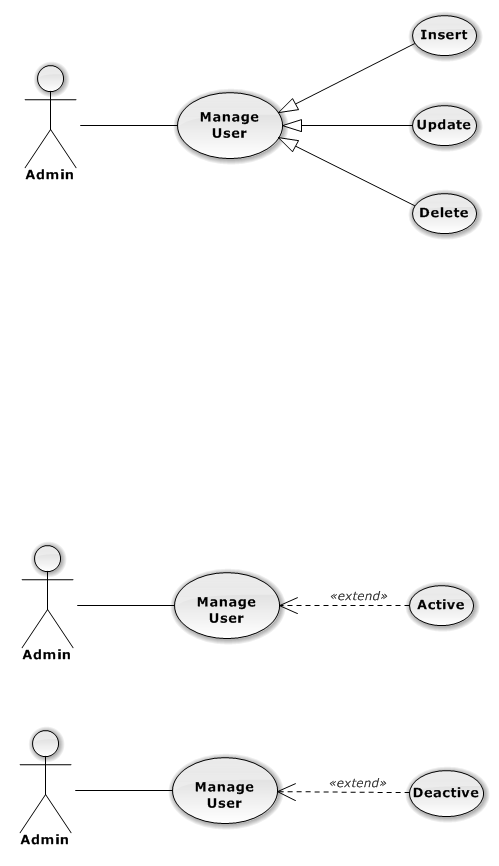 Insert
Manage
User
Update
Admin
Delete
«extend»
Manage
User
Active
Admin
«extend»
Manage
User
Deactive
Admin